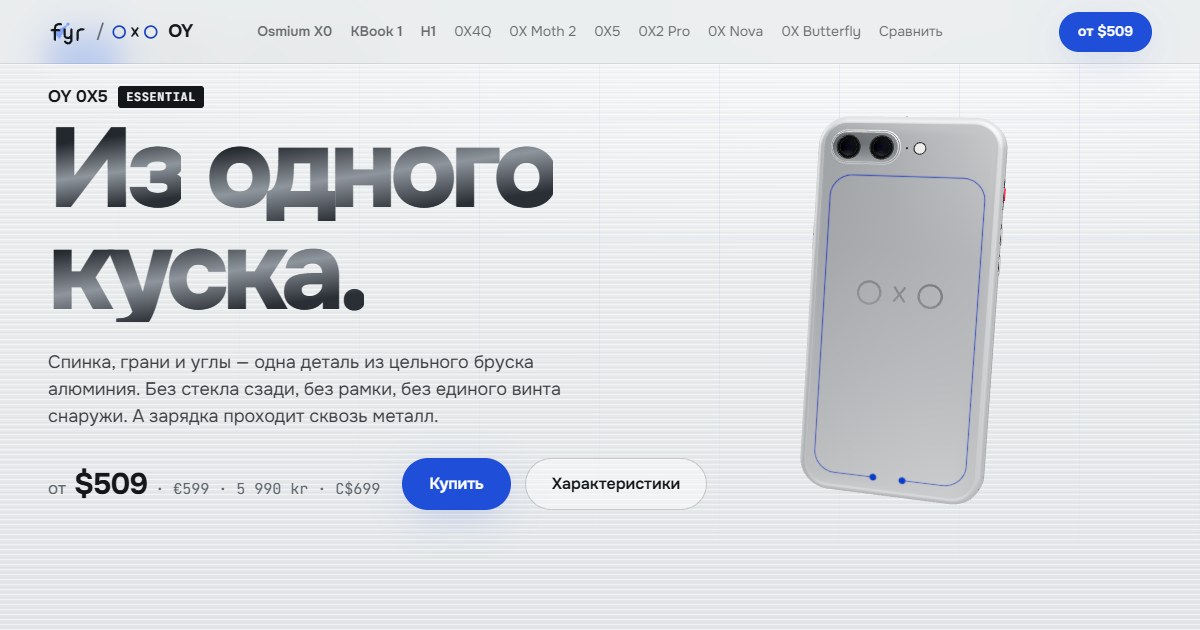 fyr / O x O OY
Osmium X0 KBook 1 H1 0X4Q 0X Moth 2 0X5 0X2 Pro 0X Nova 0X Butterfly Сравнить
от $509
OY 0X5 ESSENTIAL
Из одного
куска.
Спинка, грани и углы — одна деталь из цельного бруска
алюминия. Без стекла сзади, без рамки, без единого винта
снаружи. А зарядка проходит сквозь металл.
от $509 · €599 · 5 990 kr · C$699
Купить
Характеристики
O x O